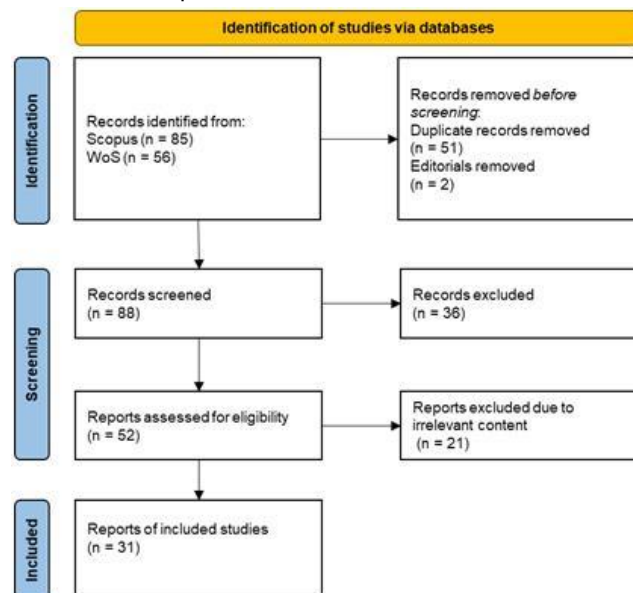 Identification of studies via databases
Identification
Records identified from:
Scopus (n = 85)
WoS (n = 56)
Records removed before
screening:
Duplicate records removed
(n = 51)
Editorials removed
(n = 2)
Screening
Records screened
(n = 88)
Records excluded
(n = 36)
Reports assessed for eligibility
(n = 52)
Reports excluded due to
irrelevant content
(n = 21)
Included
Reports of included studies
(n = 31)